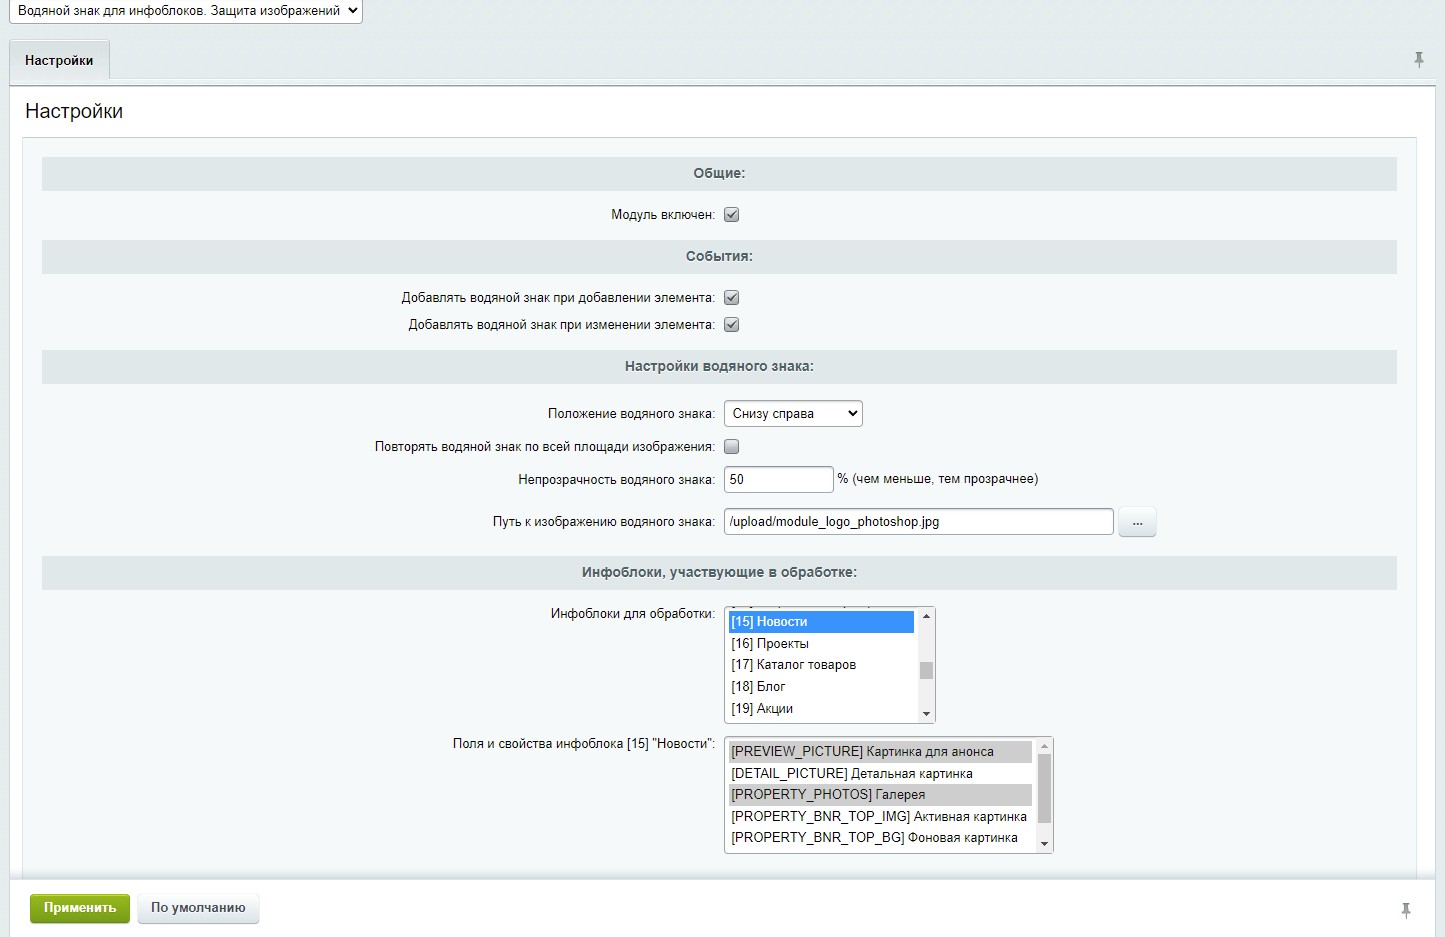 Водяной знак для инфоблоков. Защита изображений
Настройки
Настройки
Общие:
Модуль включен:
События:
Добавлять водяной знак при добавлении элемента:
Добавлять водяной знак при изменении элемента:
Настройки водяного знака:
Положение водяного знака: Снизу справа
Повторять водяной знак по всей площади изображения:
Непрозрачность водяного знака: 50 % (чем меньше, тем прозрачнее)
Путь к изображению водяного знака: /upload/module_logo_photoshop.jpg ...
Инфоблоки, участвующие в обработке:
Инфоблоки для обработки:
[15] Новости
[16] Проекты
[17] Каталог товаров
[18] Блог
[19] Акции
Поля и свойства инфоблока [15] "Новости":
[PREVIEW_PICTURE] Картинка для анонса
[DETAIL_PICTURE] Детальная картинка
[PROPERTY_PHOTOS] Галерея
[PROPERTY_BNR_TOP_IMG] Активная картинка
[PROPERTY_BNR_TOP_BG] Фоновая картинка
Применить По умолчанию